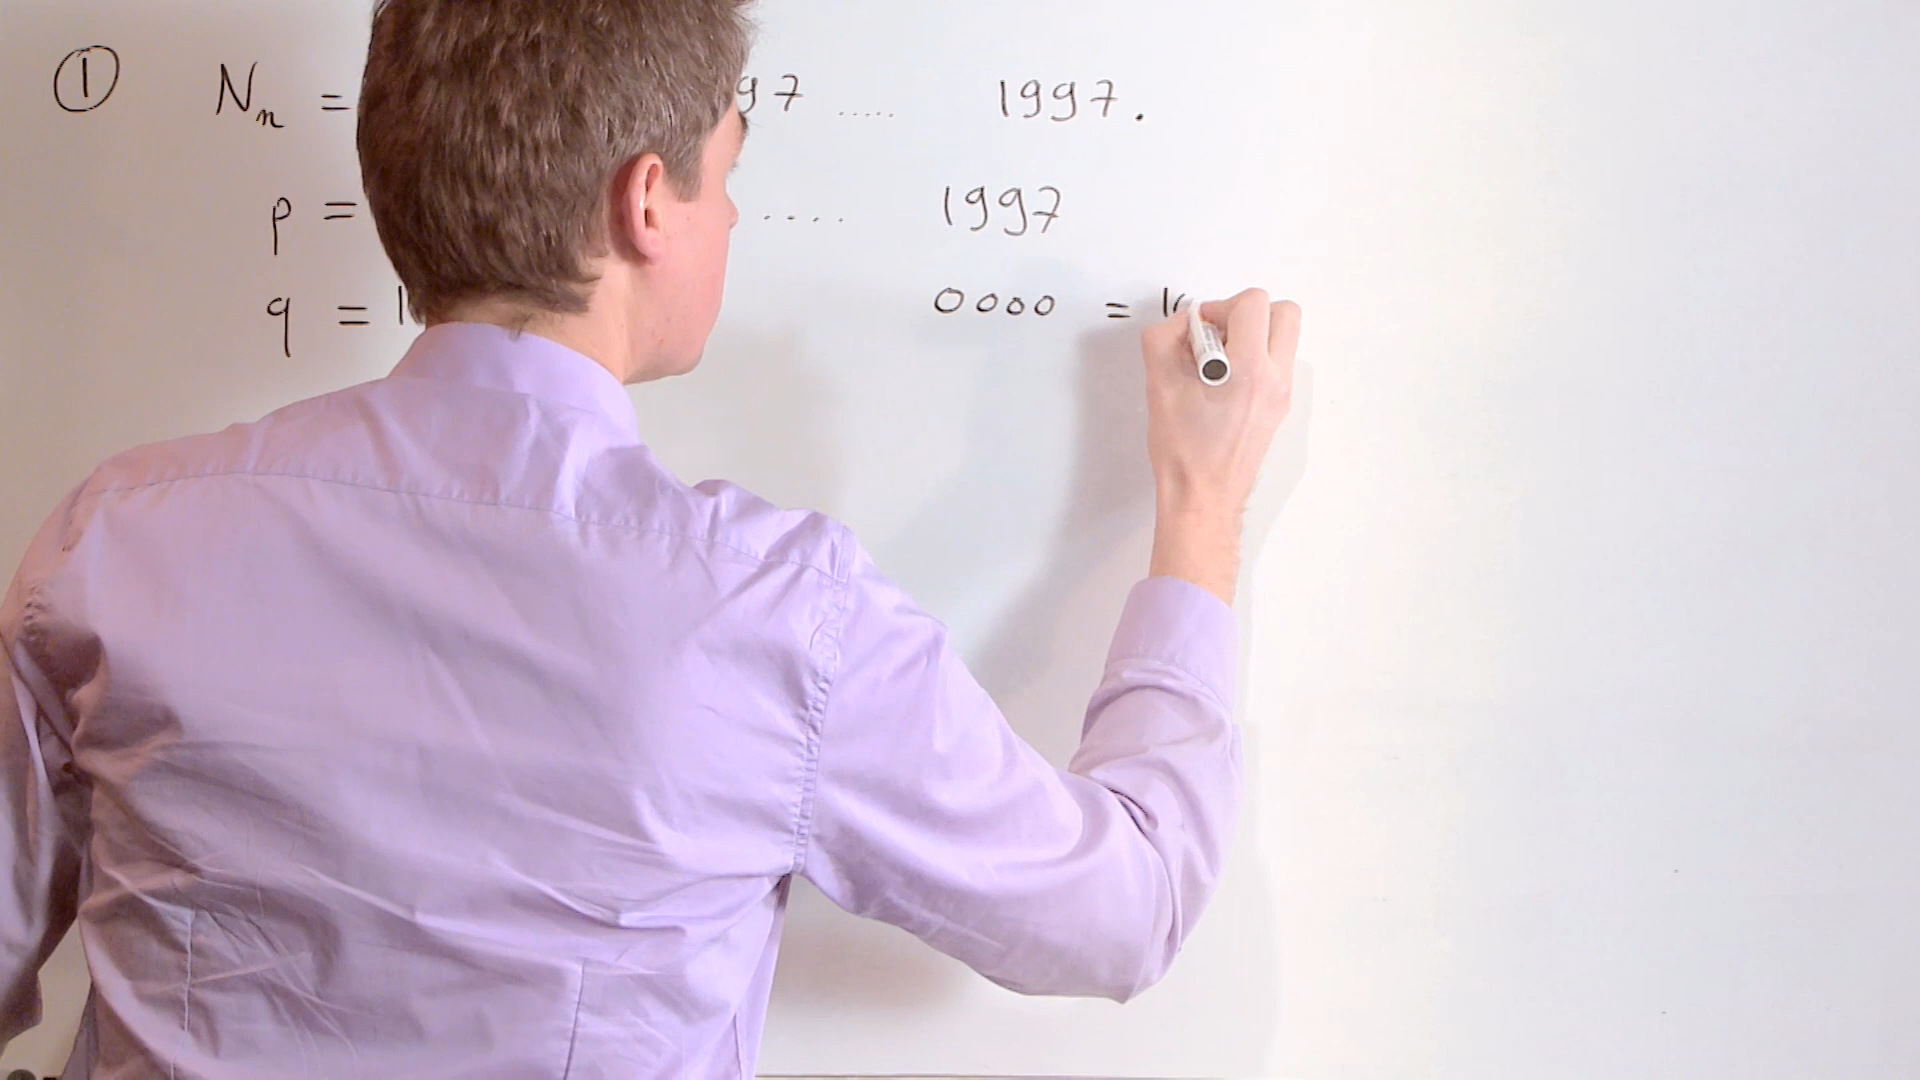 ① Nₙ = 97 ..... 1997.
p = .... 1997
q = 1 0000 = 1